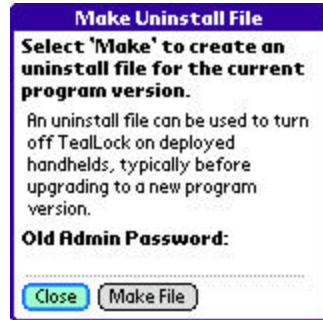 Make Uninstall File
Select 'Make' to create an
uninstall file for the current
program version.
An uninstall file can be used to turn
off TealLock on deployed
handhelds, typically before
upgrading to a new program
version.
Old Admin Password:
Close Make File